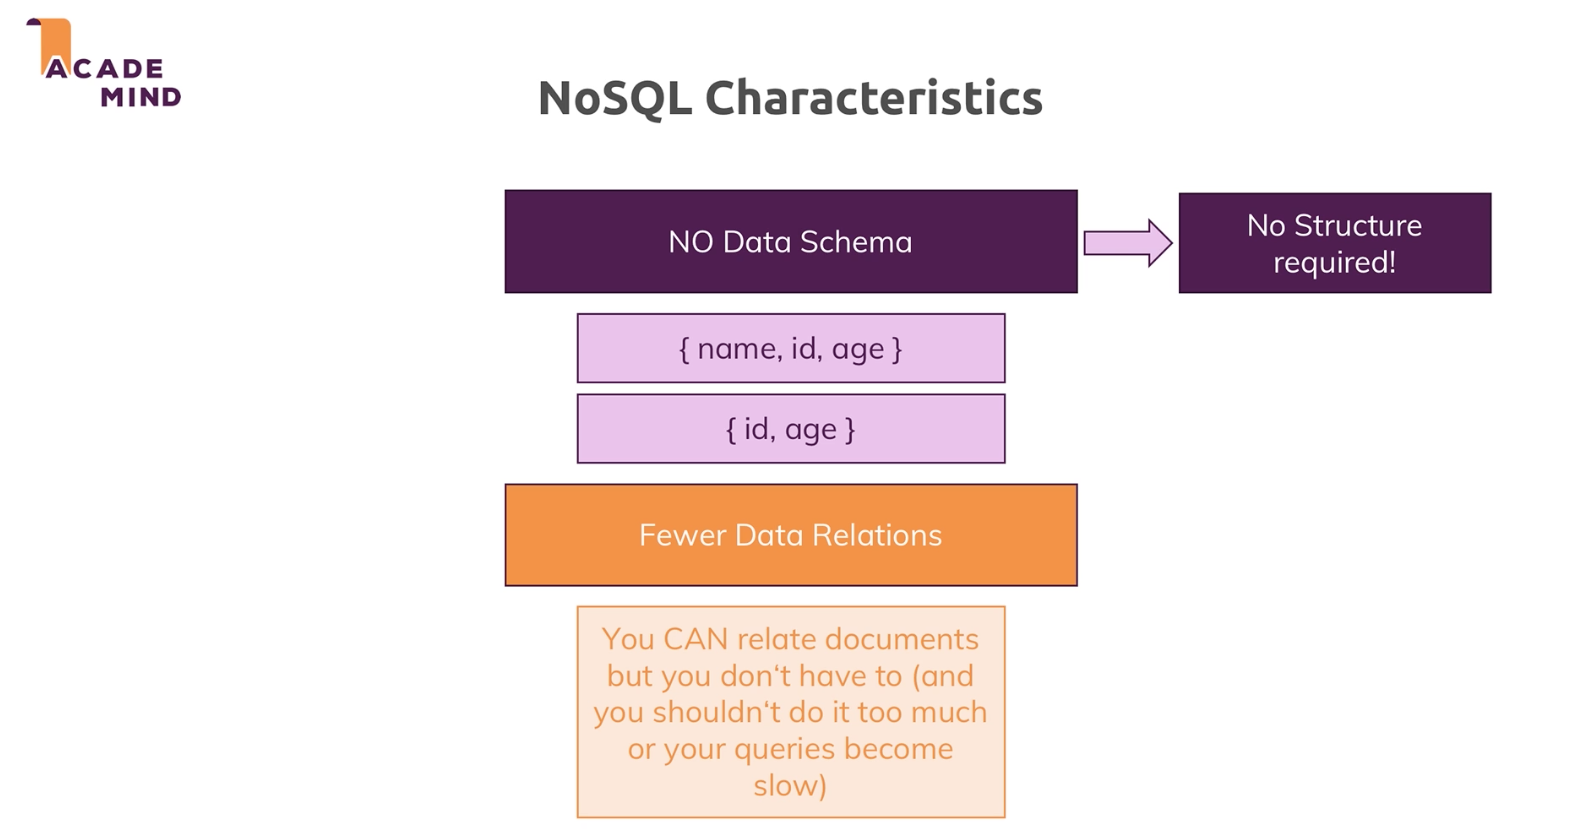 ACADE
MIND
NoSQL Characteristics
NO Data Schema
No Structure
required!
{ name, id, age }
{ id, age }
Fewer Data Relations
You CAN relate documents
but you don‘t have to (and
you shouldn‘t do it too much
or your queries become
slow)